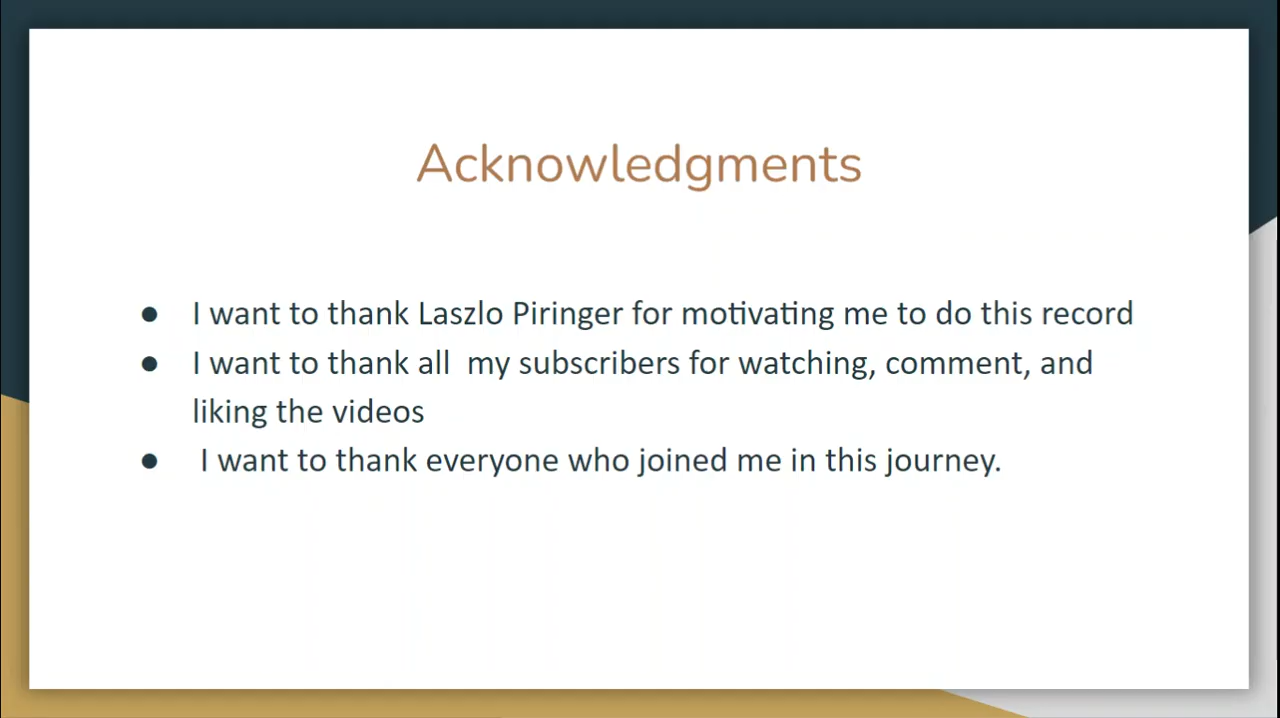 Acknowledgments
● I want to thank Laszlo Piringer for motivating me to do this record
● I want to thank all  my subscribers for watching, comment, and
liking the videos
●  I want to thank everyone who joined me in this journey.